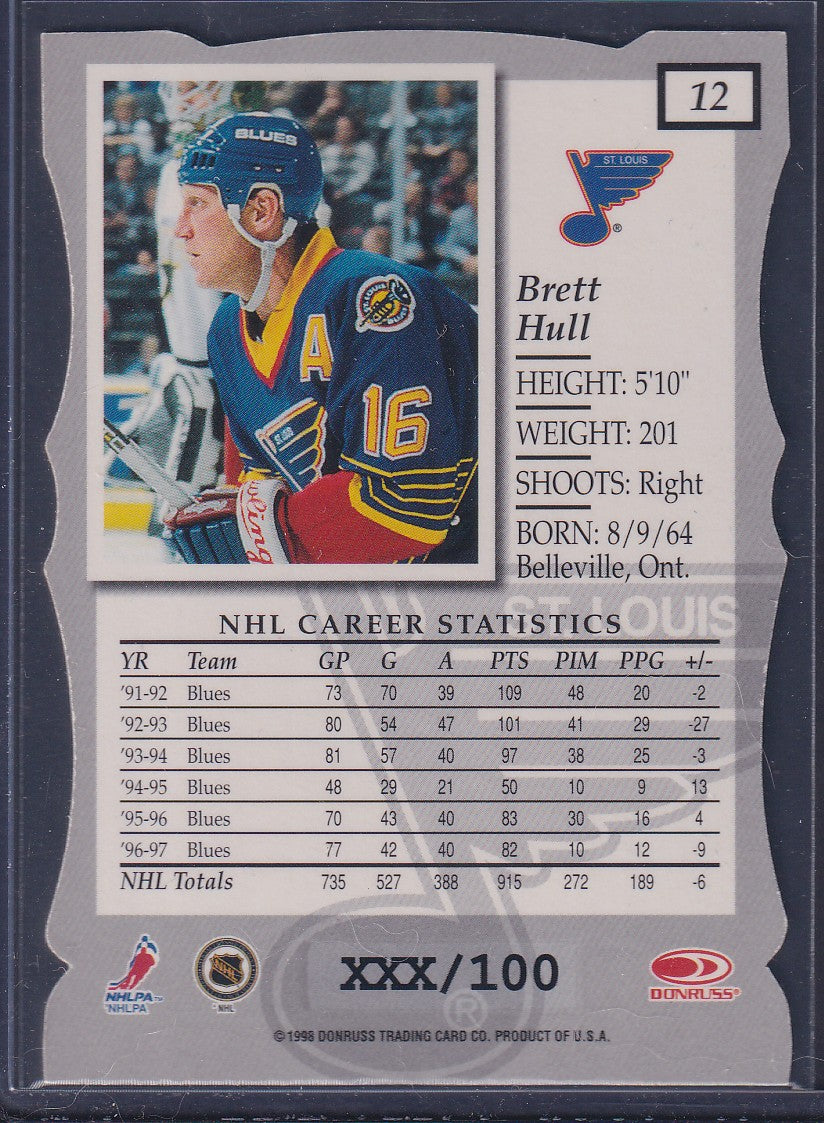 12
BLUES
A
16
ST. LOUIS
®
Brett
Hull
HEIGHT: 5'10"
WEIGHT: 201
SHOOTS: Right
BORN: 8/9/64
Belleville, Ont.
ST. LOUIS
NHL CAREER STATISTICS
YR Team GP G A PTS PIM PPG +/-
'91-92 Blues 73 70 39 109 48 20 -2
'92-93 Blues 80 54 47 101 41 29 -27
'93-94 Blues 81 57 40 97 38 25 -3
'94-95 Blues 48 29 21 50 10 9 13
'95-96 Blues 70 43 40 83 30 16 4
'96-97 Blues 77 42 40 82 10 12 -9
NHL Totals 735 527 388 915 272 189 -6
XXX/100
NHLPA™
NHLPA
NHL
NHL
DONRUSS®
®
©1998 DONRUSS TRADING CARD CO. PRODUCT OF U.S.A.